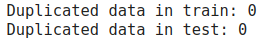 Duplicated data in train: 0
Duplicated data in test: 0